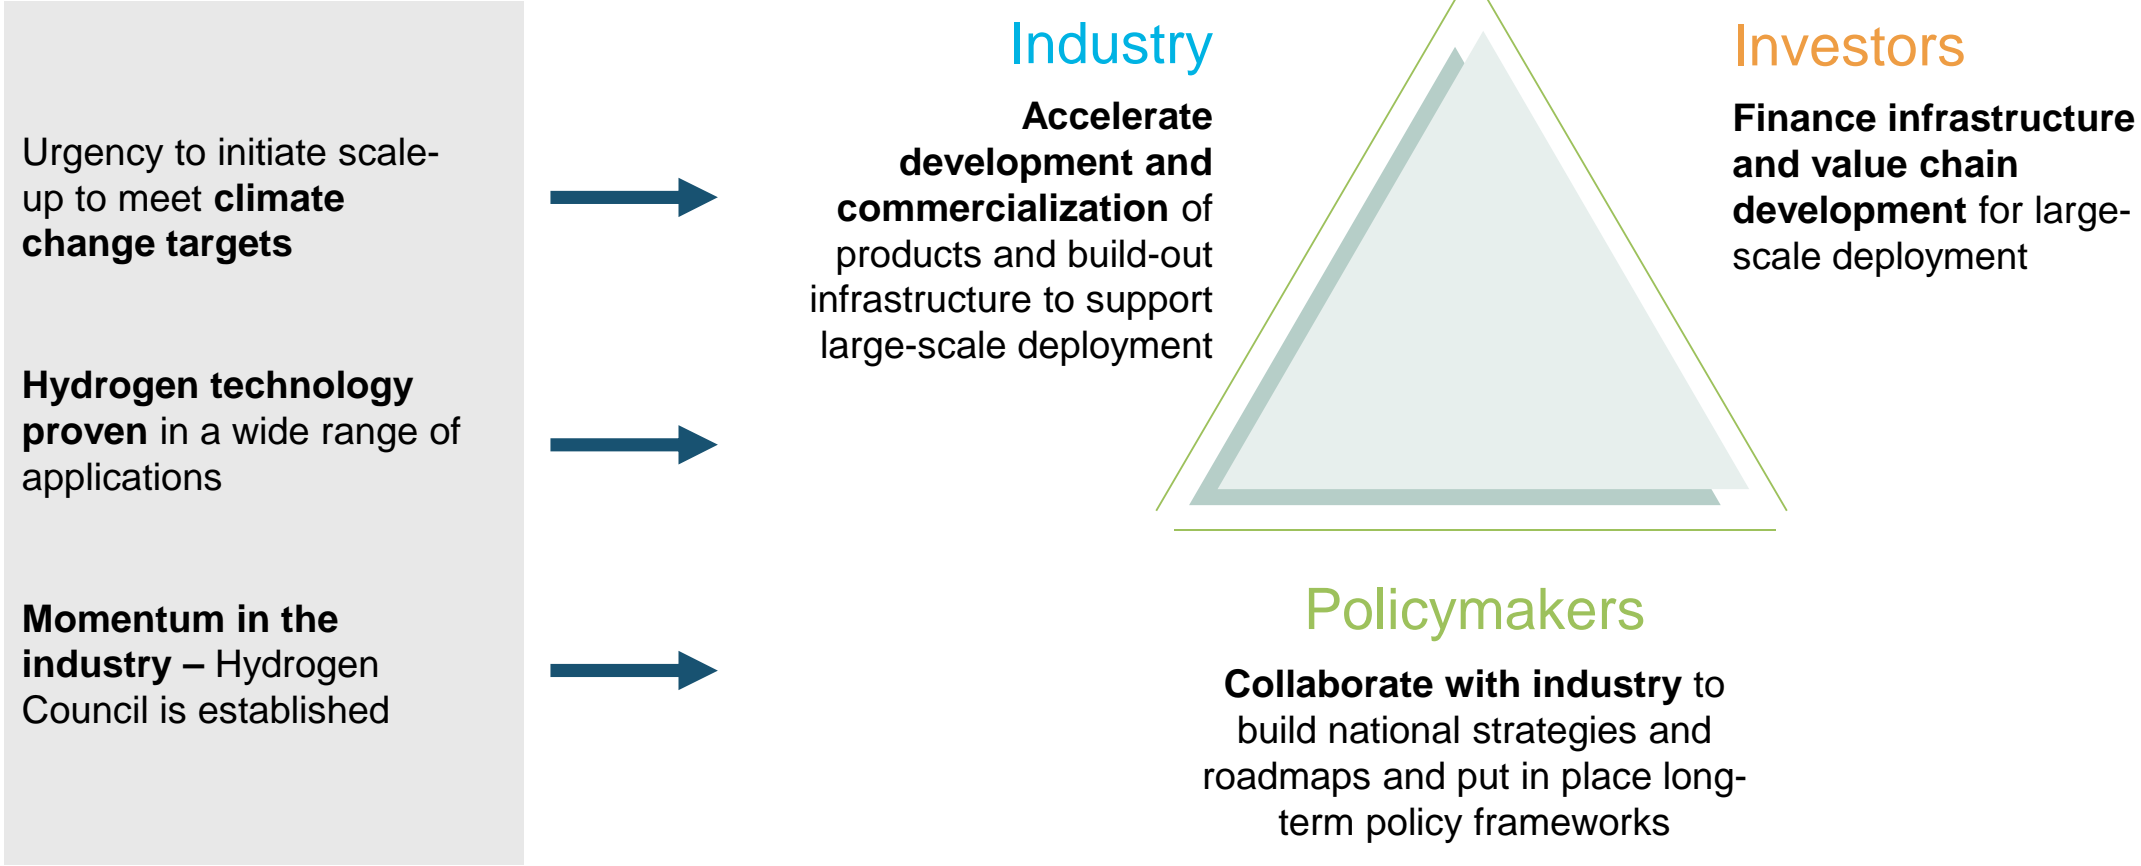 Urgency to initiate scale-
up to meet climate
change targets
Hydrogen technology
proven in a wide range of
applications
Momentum in the
industry – Hydrogen
Council is established
Industry
Accelerate
development and
commercialization of
products and build-out
infrastructure to support
large-scale deployment
Investors
Finance infrastructure
and value chain
development for large-
scale deployment
Policymakers
Collaborate with industry to
build national strategies and
roadmaps and put in place long-
term policy frameworks